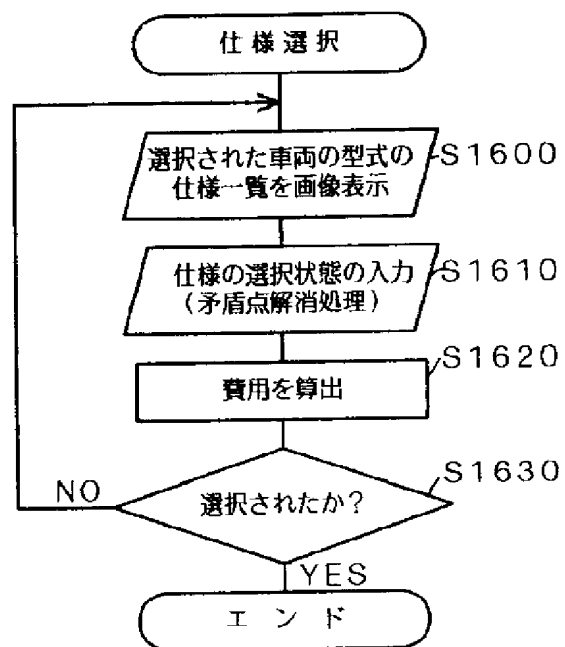 仕様選択
選択された車両の型式の
仕様一覧を画像表示
S1600
仕様の選択状態の入力
(矛盾点解消処理)
S1610
費用を算出
S1620
選択されたか?
S1630
NO
YES
エンド